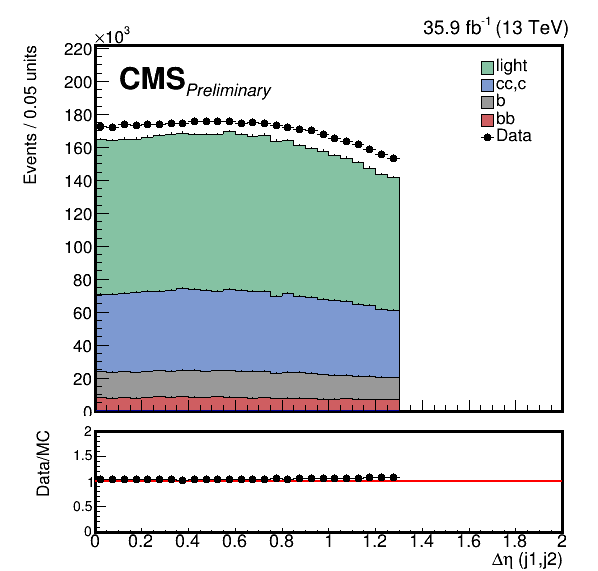 ×10³
35.9 fb⁻¹ (13 TeV)
Events / 0.05 units
220
200
180
160
140
120
100
80
60
40
20
0
CMS Preliminary
light
cc,c
b
bb
Data
Data/MC
2
1.5
1
0.5
0
0 0.2 0.4 0.6 0.8 1 1.2 1.4 1.6 1.8 2
Δη (j1,j2)